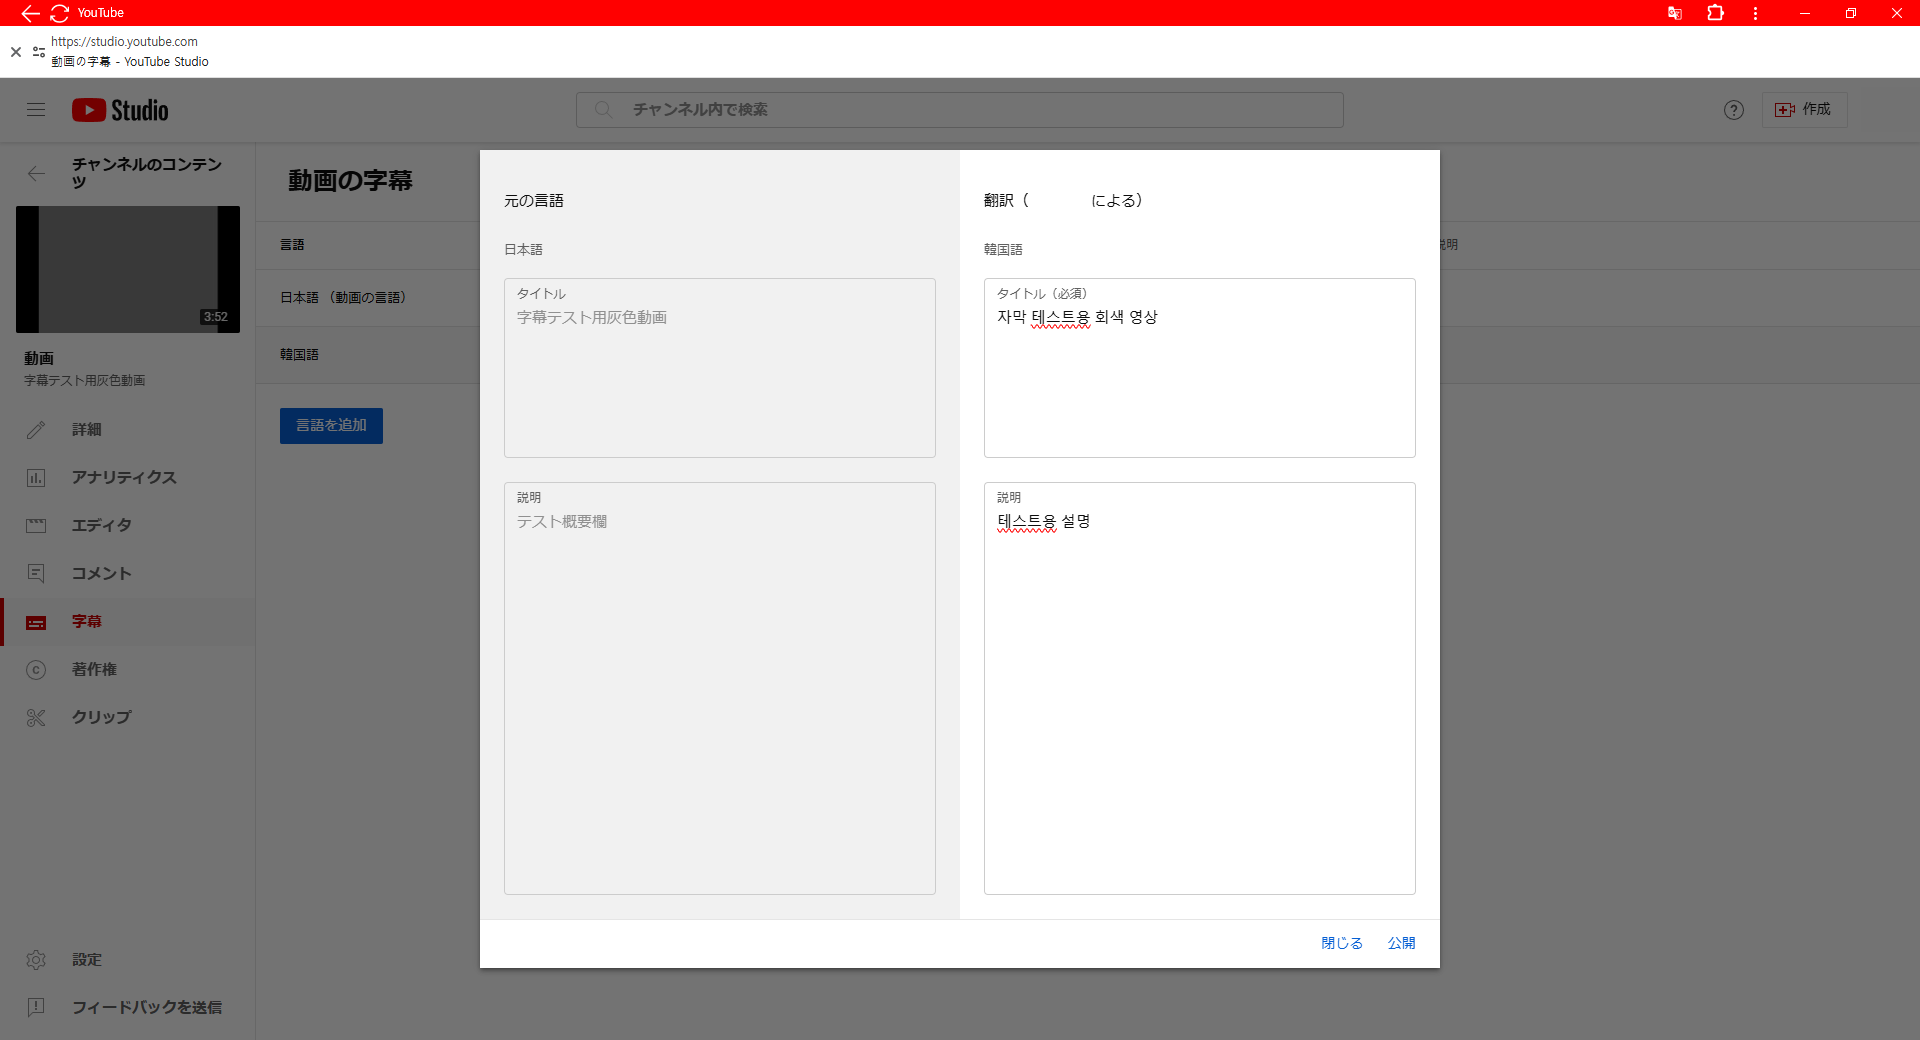 YouTube
https://studio.youtube.com
動画の字幕 - YouTube Studio
Studio
チャンネル内で検索
作成
チャンネルのコンテン
ツ
3:52
動画
字幕テスト用灰色動画
詳細
アナリティクス
エディタ
コメント
字幕
著作権
クリップ
設定
フィードバックを送信
動画の字幕
言語
日本語 （動画の言語）
韓国語
言語を追加
元の言語
日本語
タイトル
字幕テスト用灰色動画
説明
テスト概要欄
翻訳（ による）
韓国語
タイトル（必須）
자막 테스트용 회색 영상
説明
테스트용 설명
閉じる 公開
説明